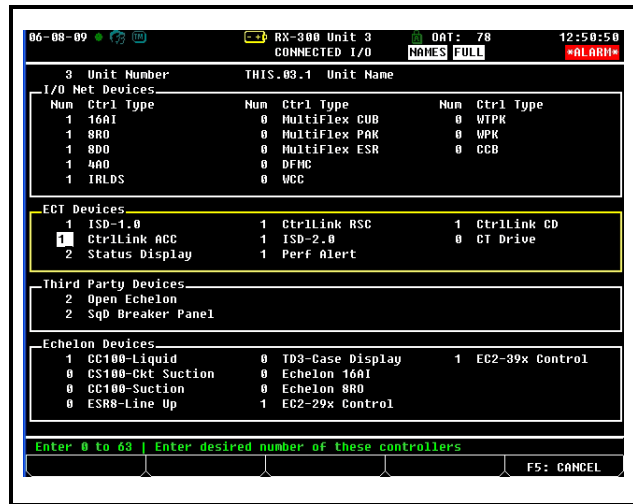 06-08-09 RX-300 Unit 3 OAT: 78 12:50:50
CONNECTED I/O NAMES FULL *ALARM*
3 Unit Number THIS.03.1 Unit Name
I/O Net Devices
Num Ctrl Type Num Ctrl Type Num Ctrl Type
1 16AI 0 MultiFlex CUB 0 WTPK
1 8RO 0 MultiFlex PAK 0 WPK
1 8DO 0 MultiFlex ESR 0 CCB
1 4AO 0 DFMC
1 IRLDS 0 WCC
ECT Devices
1 ISD-1.0 1 CtrlLink RSC 1 CtrlLink CD
1 CtrlLink ACC 1 ISD-2.0 0 CT Drive
2 Status Display 1 Perf Alert
Third Party Devices
2 Open Echelon
2 SqD Breaker Panel
Echelon Devices
1 CC100-Liquid 0 TD3-Case Display 1 EC2-39x Control
0 CS100-Ckt Suction 0 Echelon 16AI
0 CC100-Suction 0 Echelon 8RO
0 ESR8-Line Up 1 EC2-29x Control
Enter 0 to 63 | Enter desired number of these controllers
F5: CANCEL